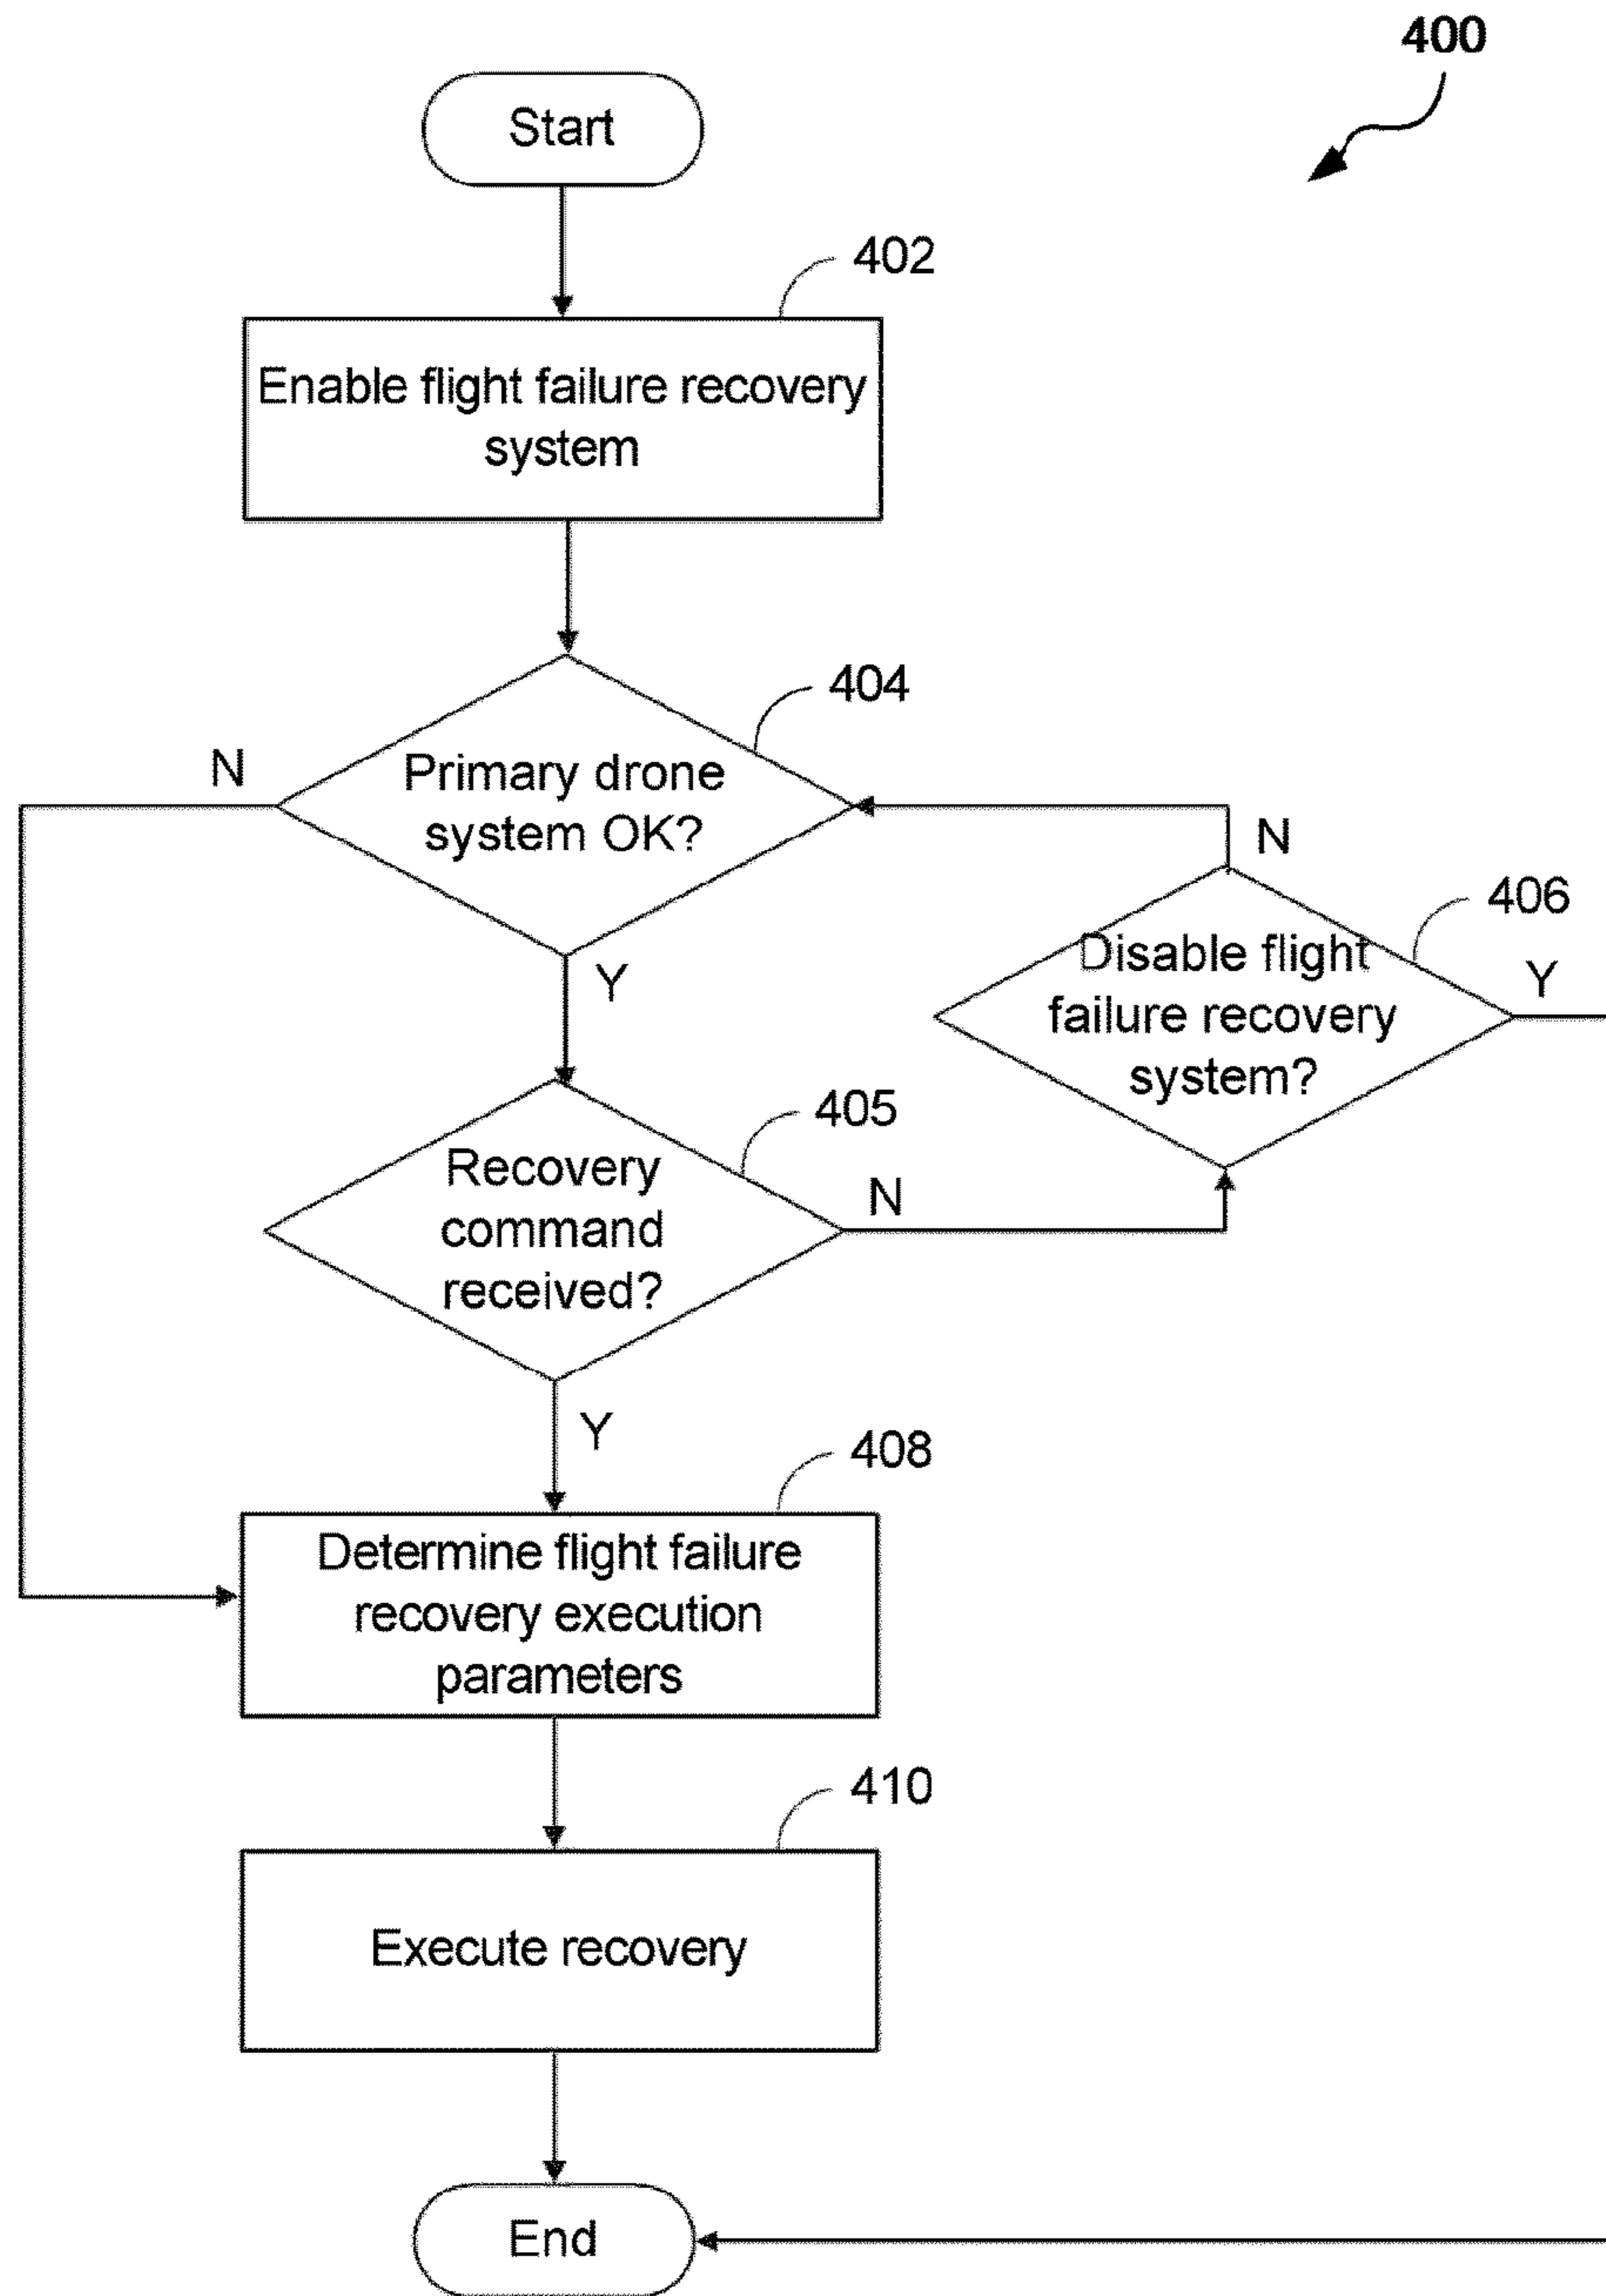 400
Start
402
Enable flight failure recovery
system
404
N
Primary drone
system OK?
N
406
Y
Disable flight
failure recovery
system?
Y
405
Recovery
command
received?
N
Y
408
Determine flight failure
recovery execution
parameters
410
Execute recovery
End